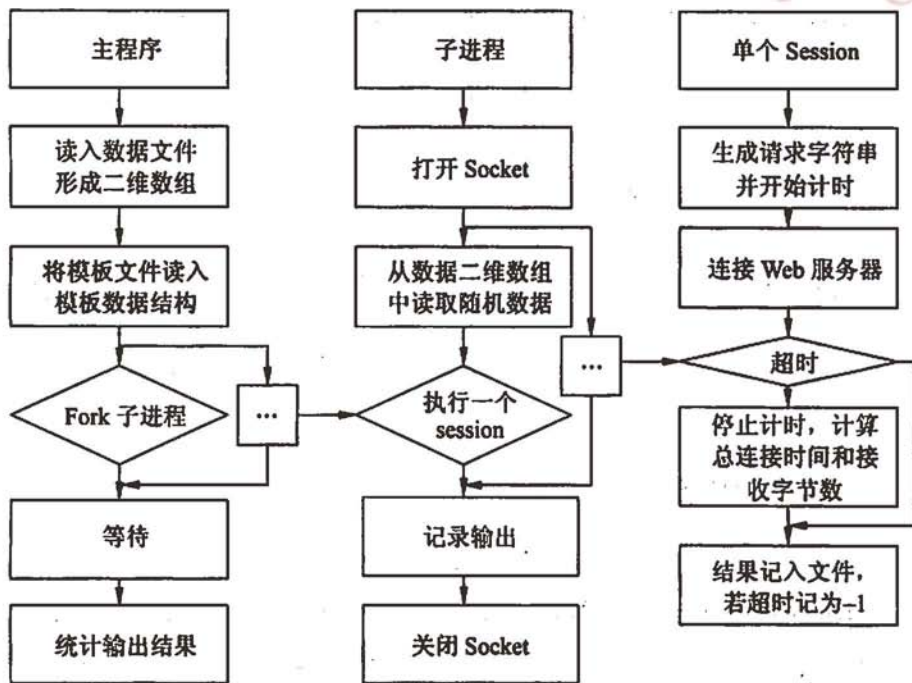 主程序
读入数据文件
形成二维数组
将模板文件读入
模板数据结构
Fork 子进程
...
等待
统计输出结果
子进程
打开 Socket
从数据二维数组
中读取随机数据
执行一个
session
...
记录输出
关闭 Socket
单个 Session
生成请求字符串
并开始计时
连接 Web 服务器
超时
停止计时，计算
总连接时间和接
收字节数
结果记入文件，
若超时记为-1